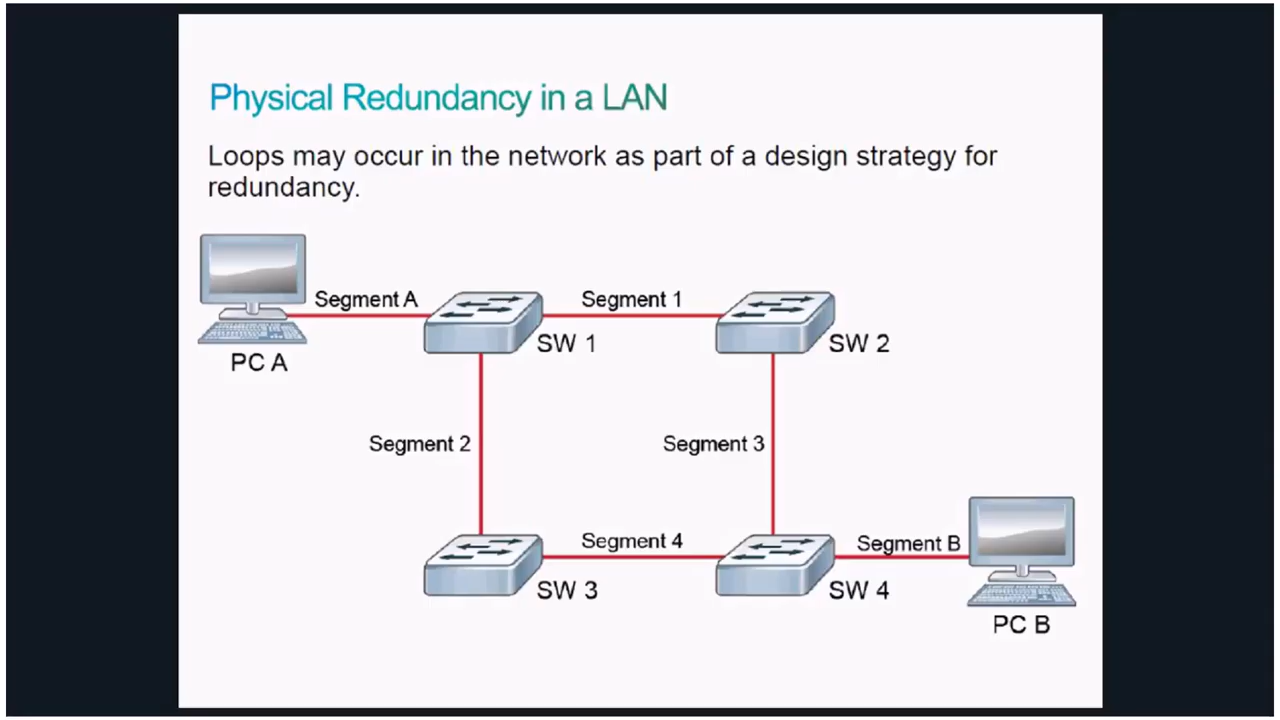 Physical Redundancy in a LAN
Loops may occur in the network as part of a design strategy for
redundancy.
Segment A
Segment 1
SW 1
SW 2
PC A
Segment 2
Segment 3
Segment 4
Segment B
SW 3
SW 4
PC B